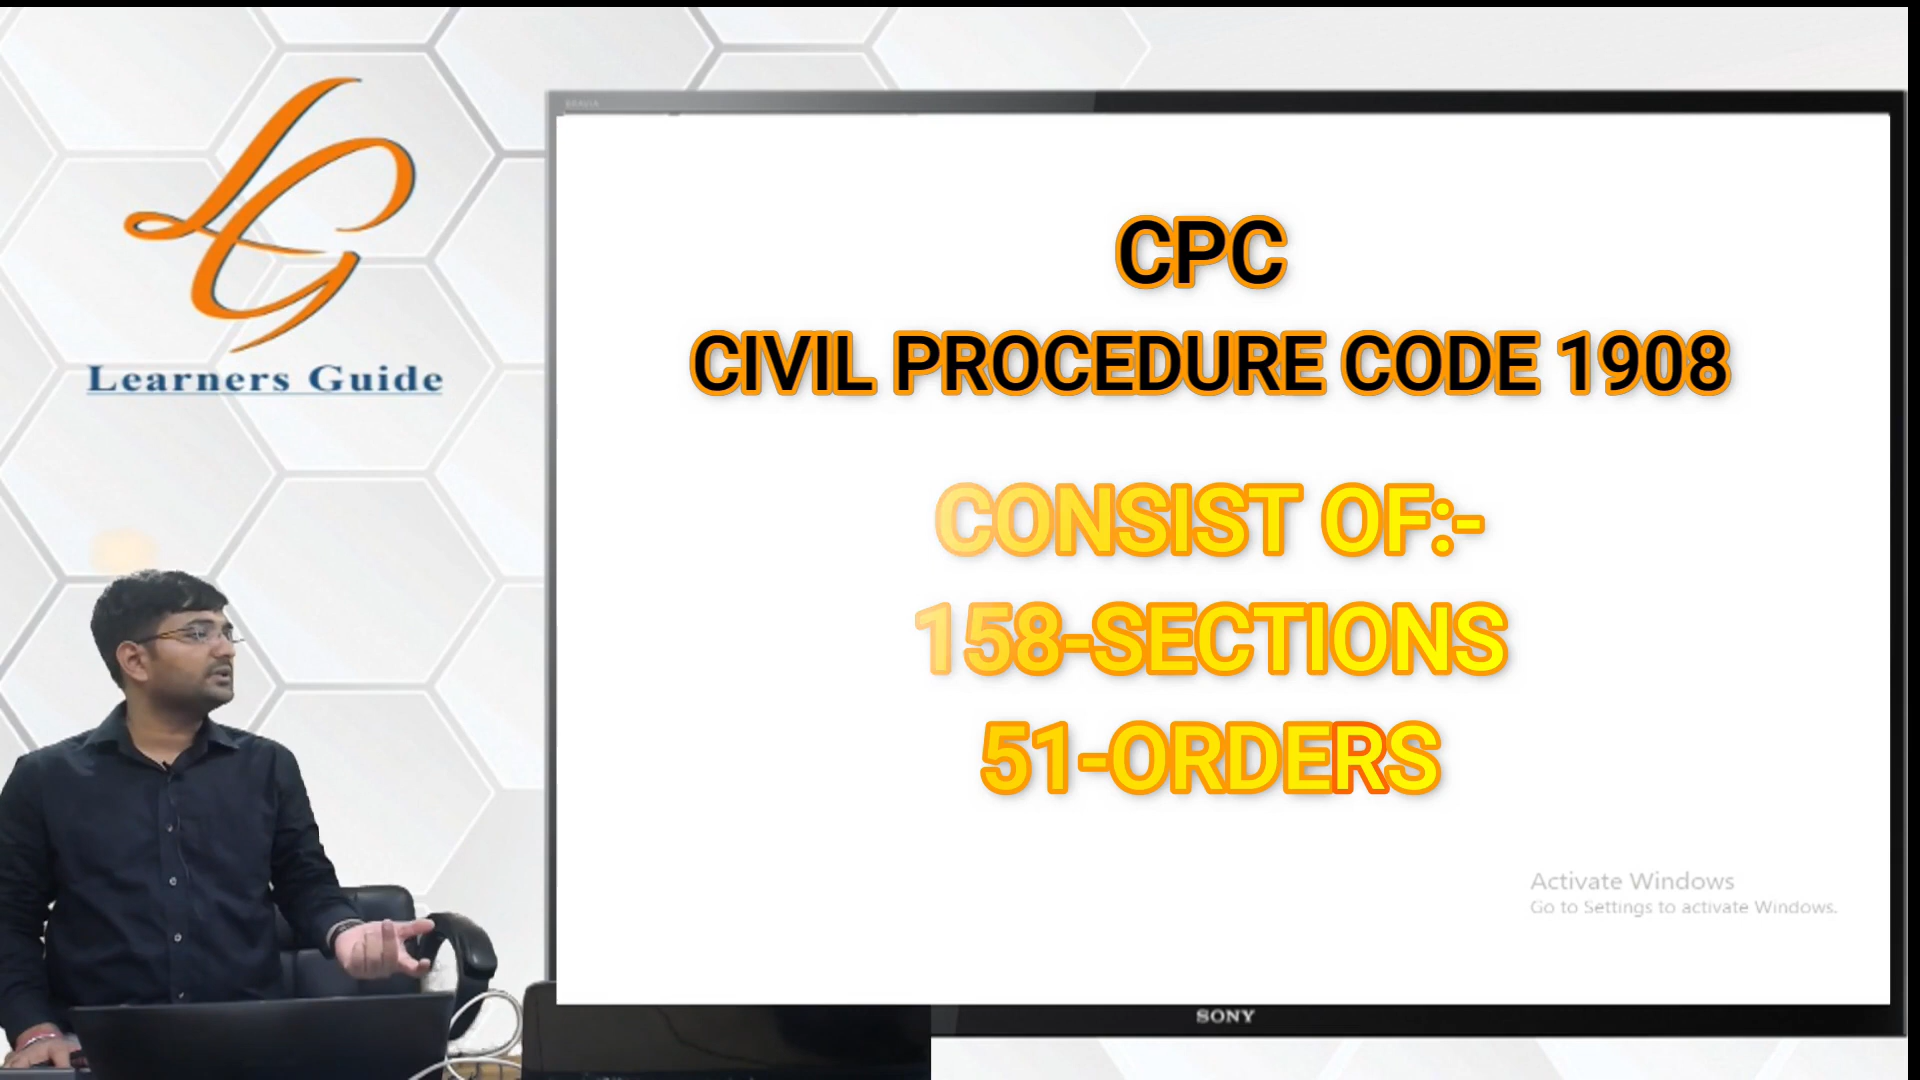 Learners Guide
BRAVIA
CPC
CIVIL PROCEDURE CODE 1908
CONSIST OF:-
158-SECTIONS
51-ORDERS
Activate Windows
Go to Settings to activate Windows.
SONY